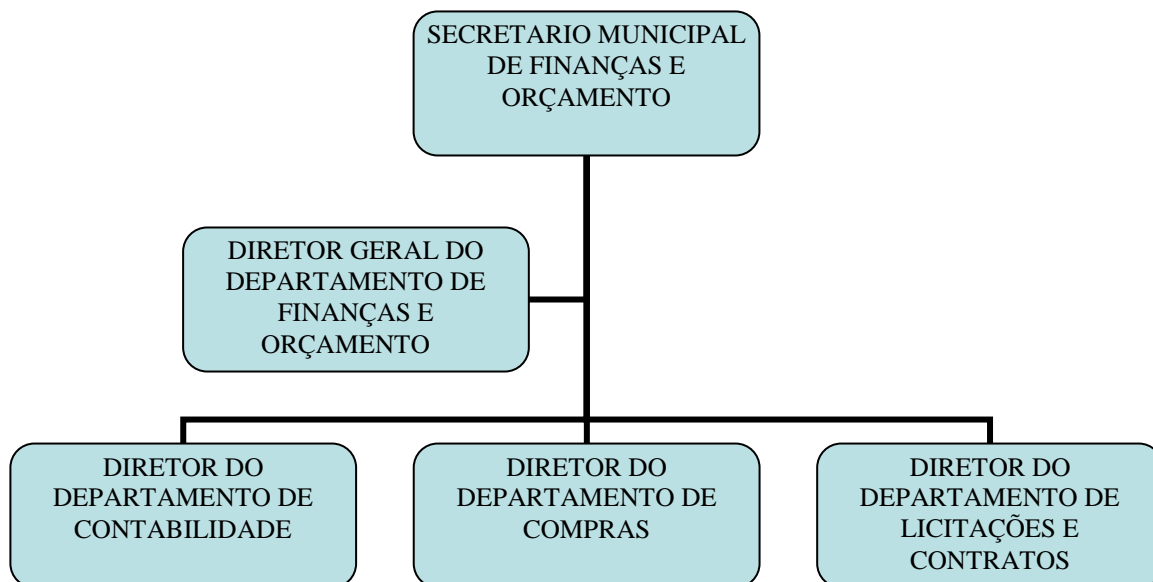 SECRETARIO MUNICIPAL
DE FINANÇAS E
ORÇAMENTO
DIRETOR GERAL DO
DEPARTAMENTO DE
FINANÇAS E
ORÇAMENTO
DIRETOR DO
DEPARTAMENTO DE
CONTABILIDADE
DIRETOR DO
DEPARTAMENTO DE
COMPRAS
DIRETOR DO
DEPARTAMENTO DE
LICITAÇÕES E
CONTRATOS